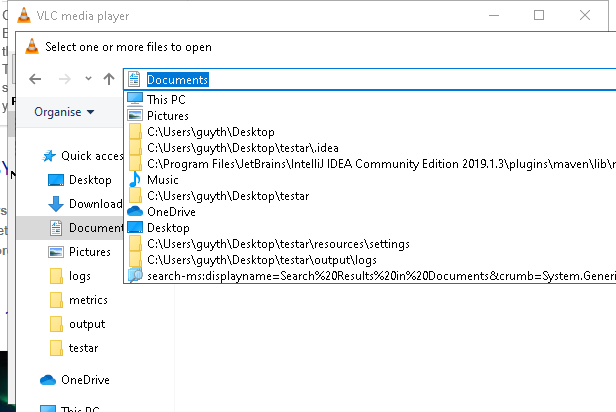 VLC media player
Select one or more files to open
Documents
Organise
This PC
Pictures
C:\Users\guyth\Desktop
C:\Users\guyth\Desktop\testar\.idea
C:\Program Files\JetBrains\IntelliJ IDEA Community Edition 2019.1.3\plugins\maven\lib\
Music
C:\Users\guyth\Desktop\testar
OneDrive
Desktop
C:\Users\guyth\Desktop\testar\resources\settings
C:\Users\guyth\Desktop\testar\output\logs
search-ms:displayname=Search%20Results%20in%20Documents&crumb=System.Generi
Quick access
Desktop
Download
Document
Pictures
logs
metrics
output
testar
OneDrive
This PC